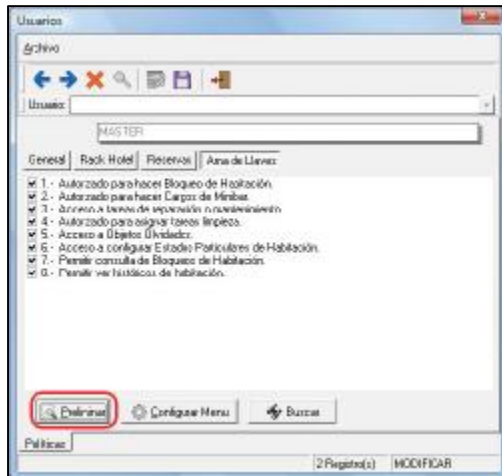 Usuarios
Archivo
Usuario:
MASTER
General Rack Hotel Reservas Ama de Llaves
1.- Autorizado para hacer Bloqueo de Habitación.
2.- Autorizado para hacer Cargos de Minibar.
3.- Acceso a tareas de reparación o mantenimiento.
4.- Autorizado para asignar tareas limpieza.
5.- Acceso a Objetos Olvidados.
6.- Acceso a configurar Estados Particulares de Habitación.
7.- Permitir consulta de Bloqueos de Habitación.
8.- Permitir ver históricos de habitación.
Preliminar Configurar Menu Buscar
Políticas
2 Registro(s) MODIFICAR